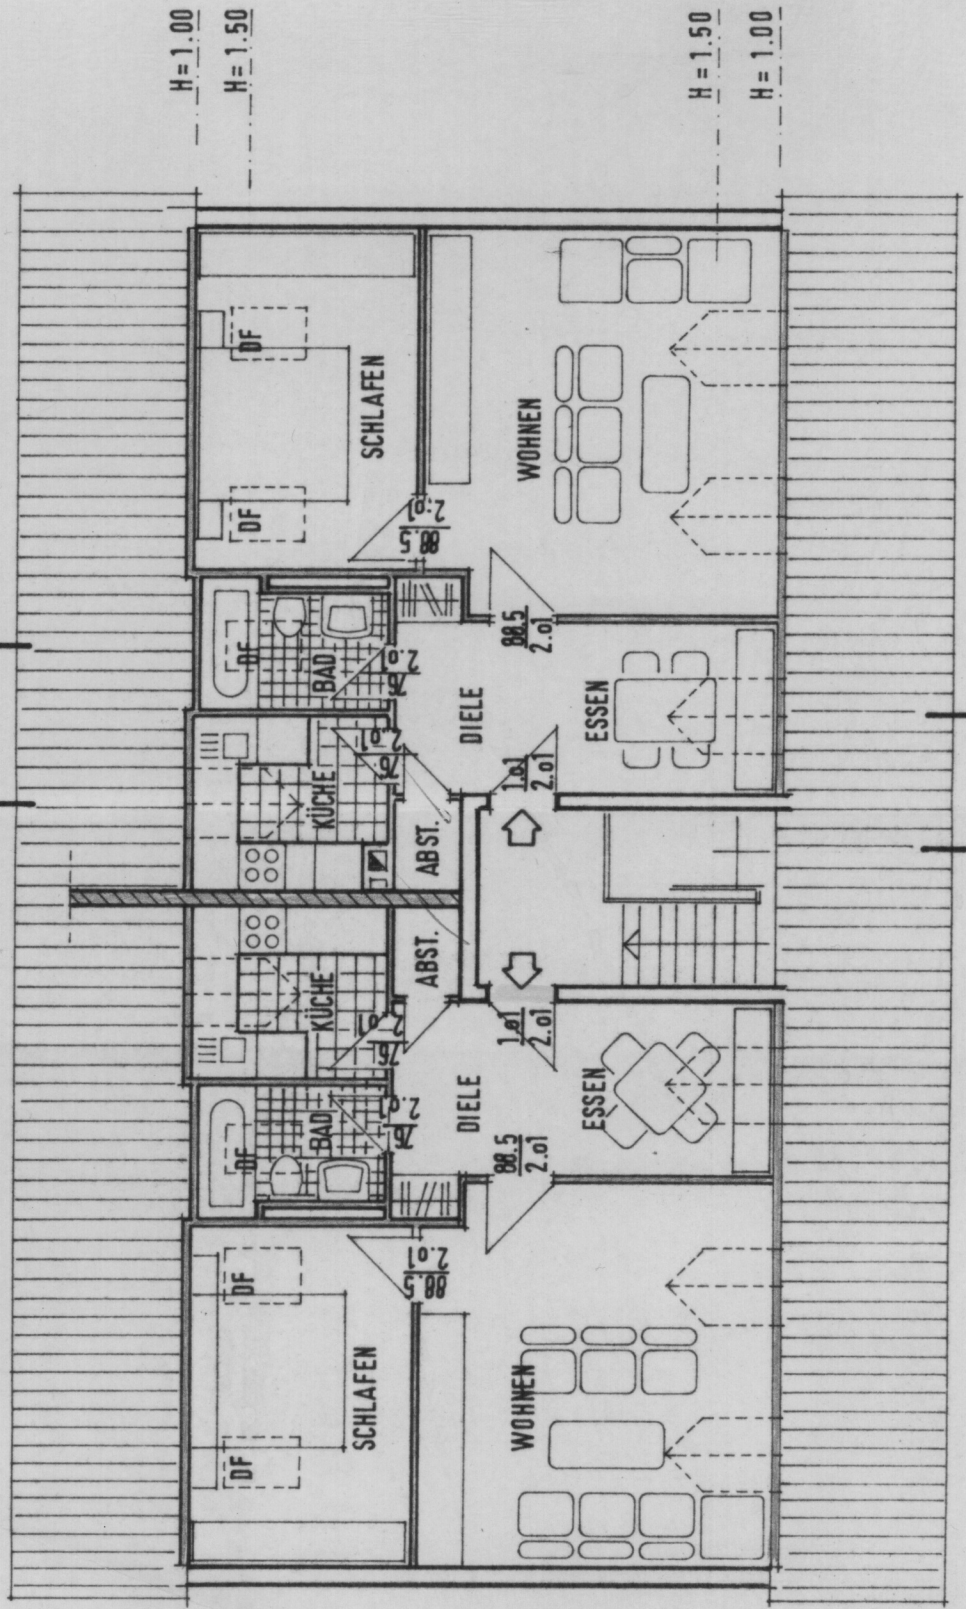 H = 1.00
H = 1.50
H = 1.50
H = 1.00
DF
SCHLAFEN
DF
WOHNEN
88.5
2.01
DF
BAD
76
2.01
88.5
2.01
DIELE
ESSEN
76
2.01
KÜCHE
ABST.
1.01
2.01
KÜCHE
ABST.
76
2.01
1.01
2.01
DF
BAD
76
2.01
DIELE
ESSEN
88.5
2.01
88.5
2.01
DF
SCHLAFEN
DF
WOHNEN